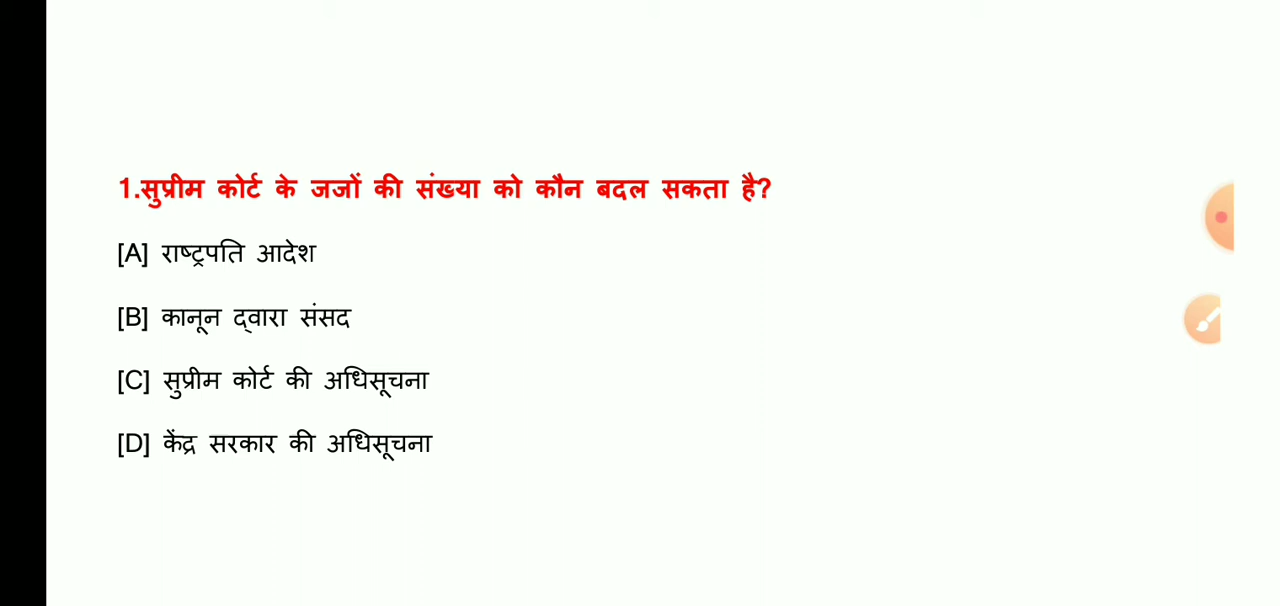 1.सुप्रीम कोर्ट के जजों की संख्या को कौन बदल सकता है?
[A] राष्ट्रपति आदेश
[B] कानून द्वारा संसद
[C] सुप्रीम कोर्ट की अधिसूचना
[D] केंद्र सरकार की अधिसूचना